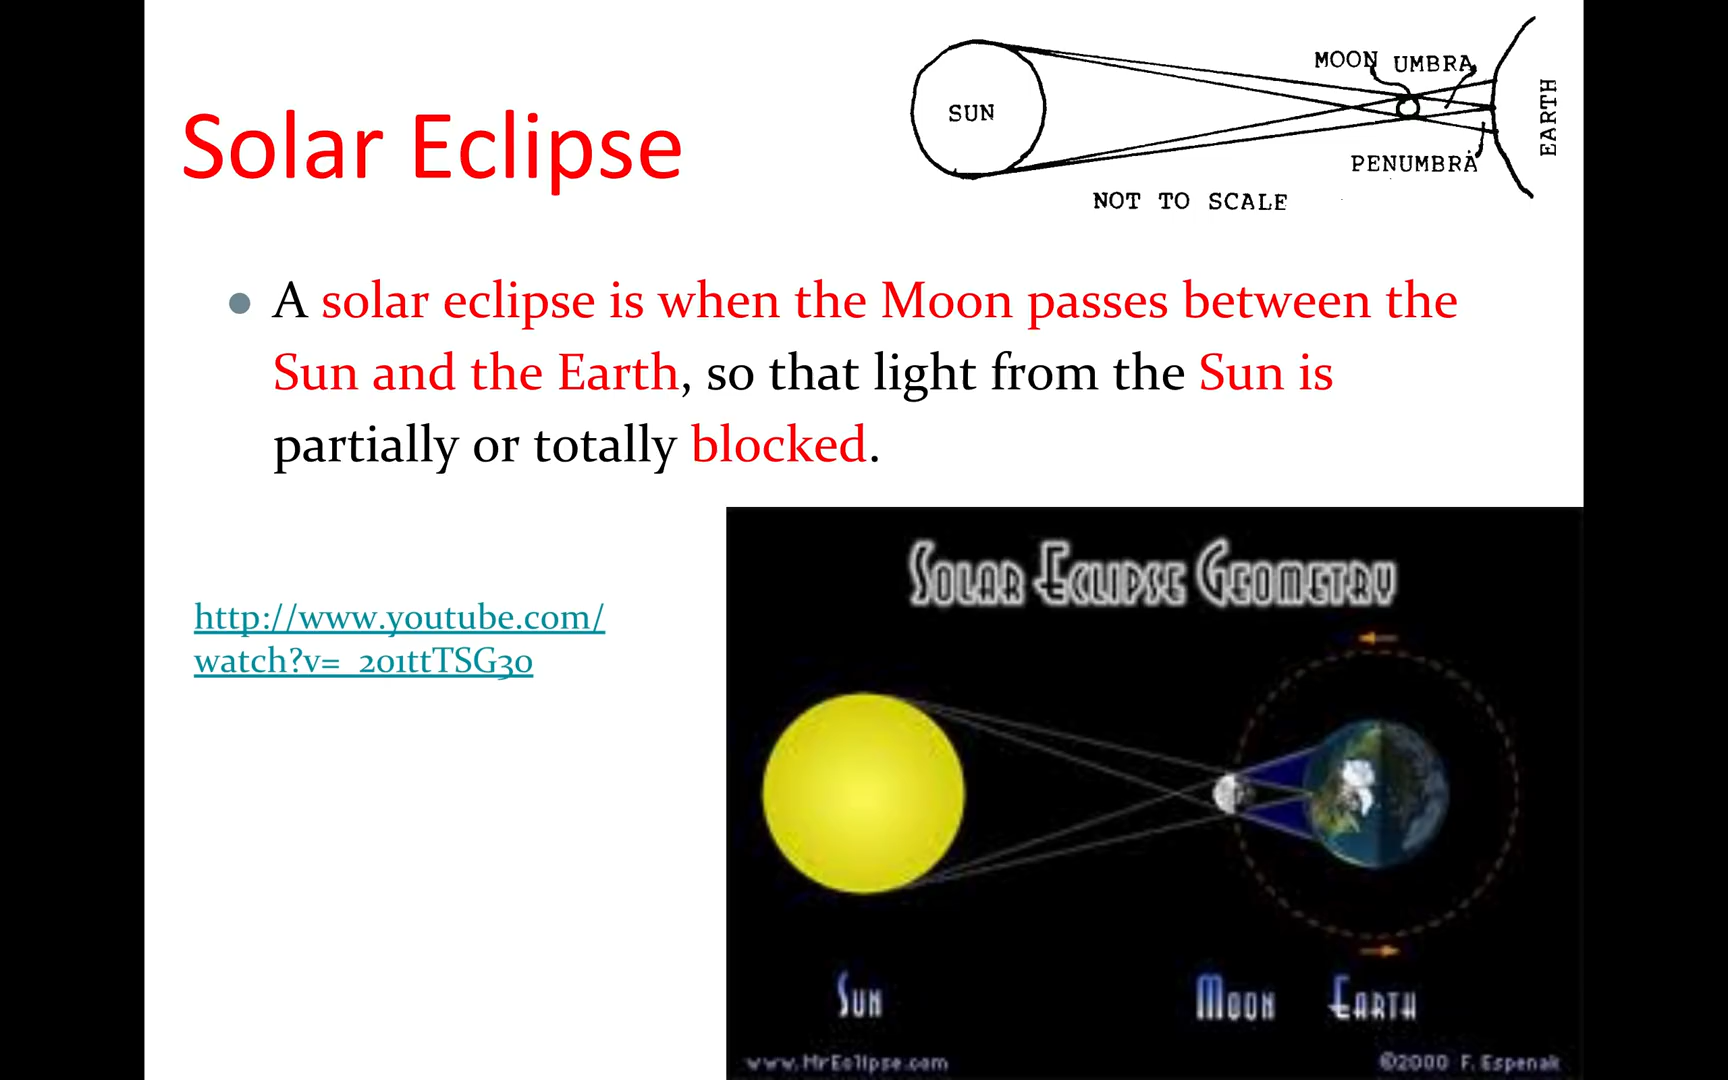 Solar Eclipse
SUN
MOON UMBRA
EARTH
PENUMBRA
NOT TO SCALE
A solar eclipse is when the Moon passes between the
Sun and the Earth, so that light from the Sun is
partially or totally blocked.
http://www.youtube.com/
watch?v=_201ttTSG30
SOLAR ECLIPSE GEOMETRY
SUN
MOON
EARTH
www.MrEclipse.com
©2000 F. Espenak